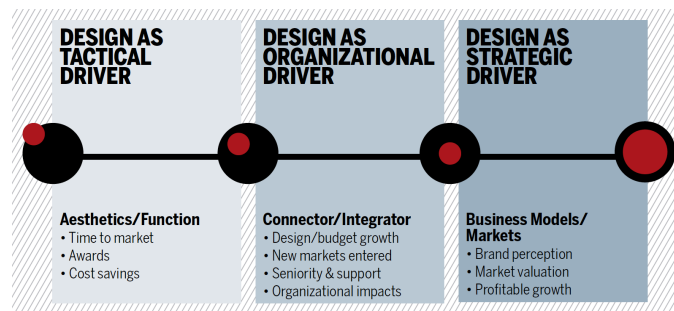 DESIGN AS
TACTICAL
DRIVER
Aesthetics/Function
• Time to market
• Awards
• Cost savings
DESIGN AS
ORGANIZATIONAL
DRIVER
Connector/Integrator
• Design/budget growth
• New markets entered
• Seniority & support
• Organizational impacts
DESIGN AS
STRATEGIC
DRIVER
Business Models/
Markets
• Brand perception
• Market valuation
• Profitable growth